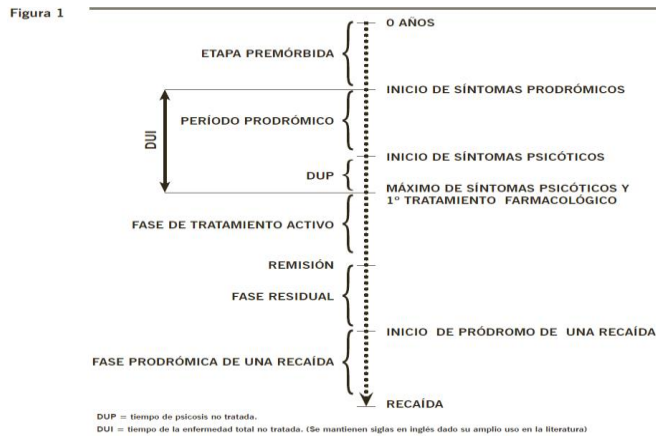 Figura 1
0 AÑOS
ETAPA PREMÓRBIDA
INICIO DE SÍNTOMAS PRODRÓMICOS
PERÍODO PRODRÓMICO
DUI
INICIO DE SÍNTOMAS PSICÓTICOS
DUP
MÁXIMO DE SÍNTOMAS PSICÓTICOS Y
1º TRATAMIENTO FARMACOLÓGICO
FASE DE TRATAMIENTO ACTIVO
REMISIÓN
FASE RESIDUAL
INICIO DE PRÓDROMO DE UNA RECAÍDA
FASE PRODRÓMICA DE UNA RECAÍDA
RECAÍDA
DUP = tiempo de psicosis no tratada.
DUI = tiempo de la enfermedad total no tratada. (Se mantienen siglas en inglés dado su amplio uso en la literatura)